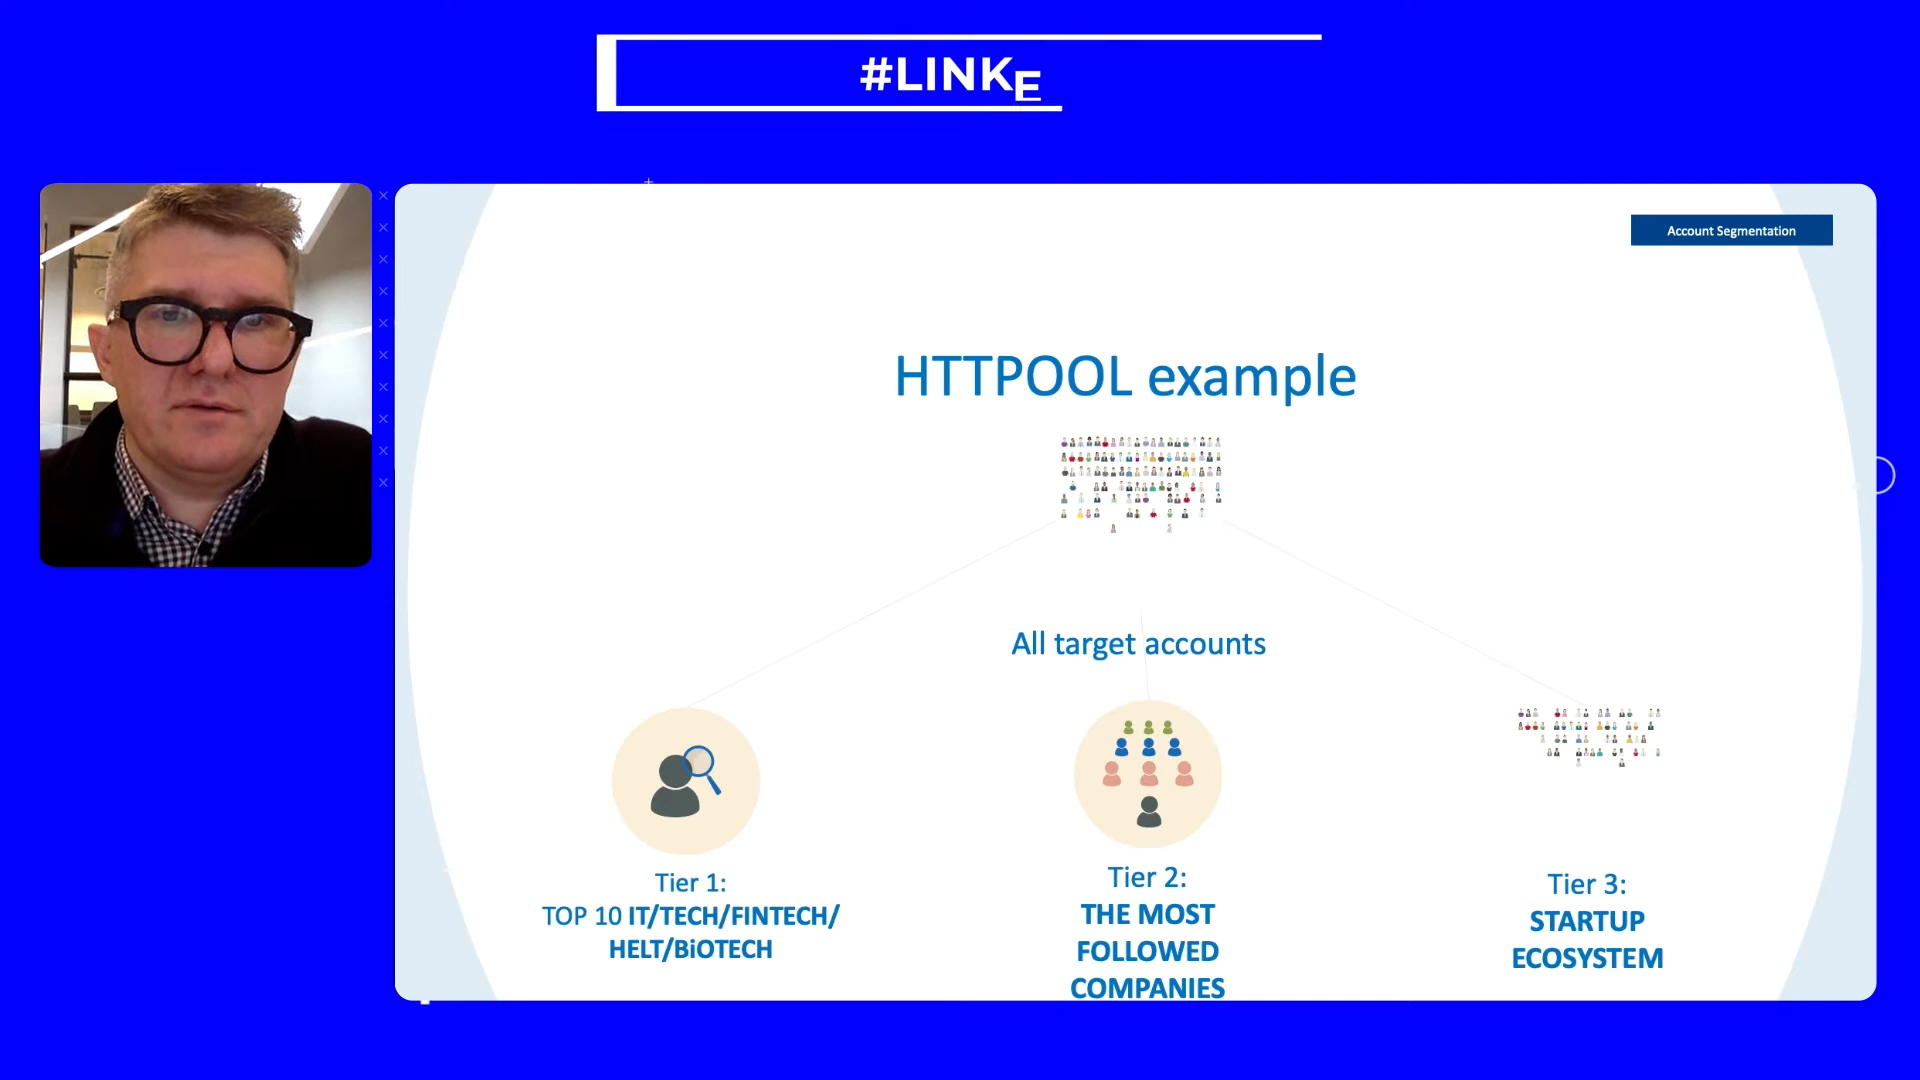 #LINKE
Account Segmentation
HTTPOOL example
All target accounts
Tier 1:
TOP 10 IT/TECH/FINTECH/
HELT/BiOTECH
Tier 2:
THE MOST
FOLLOWED
COMPANIES
Tier 3:
STARTUP
ECOSYSTEM